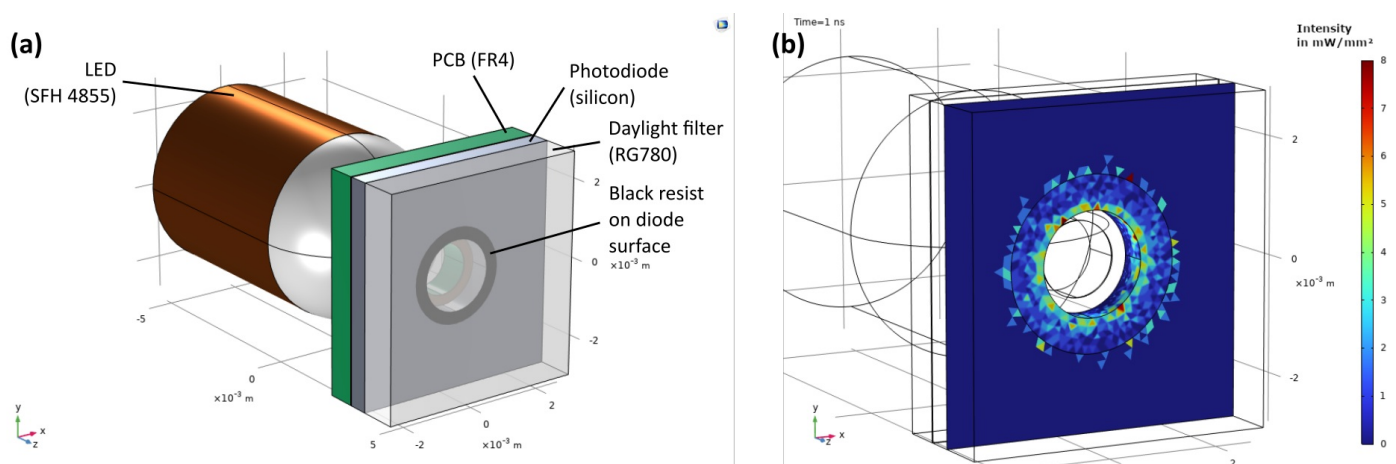 (a)
LED
(SFH 4855)
PCB (FR4)
Photodiode
(silicon)
Daylight filter
(RG780)
Black resist
on diode
surface
2
0
×10⁻³ m
-2
-5
0
×10⁻³ m
5
-2
0
2
×10⁻³ m
y
x
z
(b)
Time=1 ns
Intensity
in mW/mm²
8
7
6
5
4
3
2
1
0
2
0
×10⁻³ m
-2
2
y
x
z